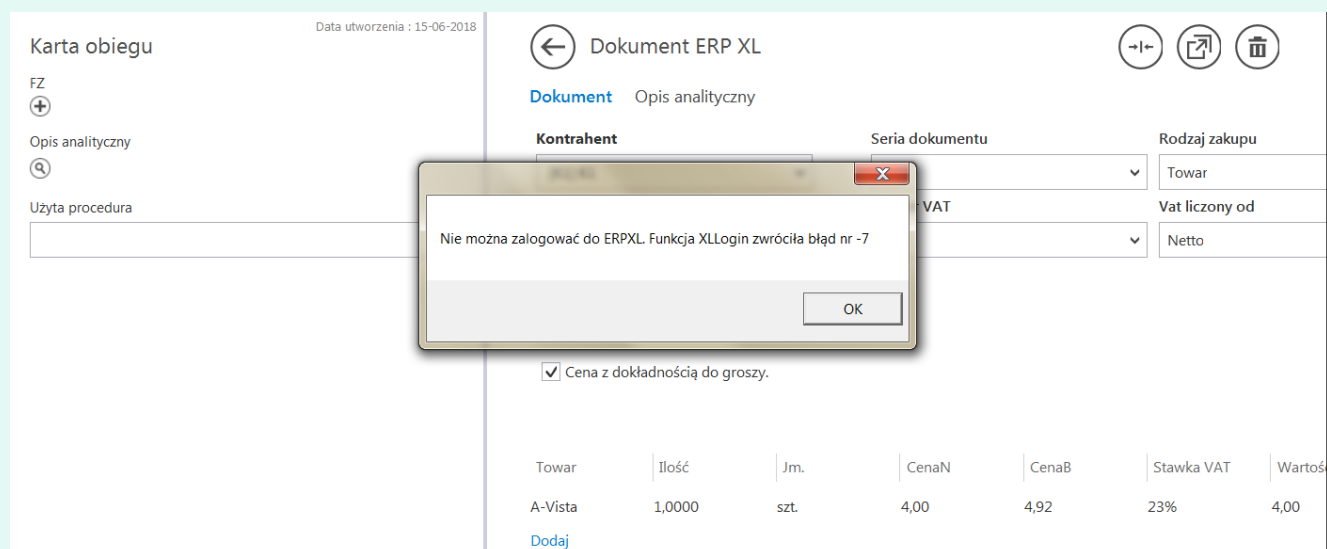 Data utworzenia : 15-06-2018
Karta obiegu
FZ
Opis analityczny
Użyta procedura
Dokument ERP XL
Dokument Opis analityczny
Kontrahent Seria dokumentu Rodzaj zakupu
Towar
VAT Vat liczony od
Netto
Nie można zalogować do ERPXL. Funkcja XLLogin zwróciła błąd nr -7
OK
Cena z dokładnością do groszy.
Towar Ilość Jm. CenaN CenaB Stawka VAT Wartoś
A-Vista 1,0000 szt. 4,00 4,92 23% 4,00
Dodaj